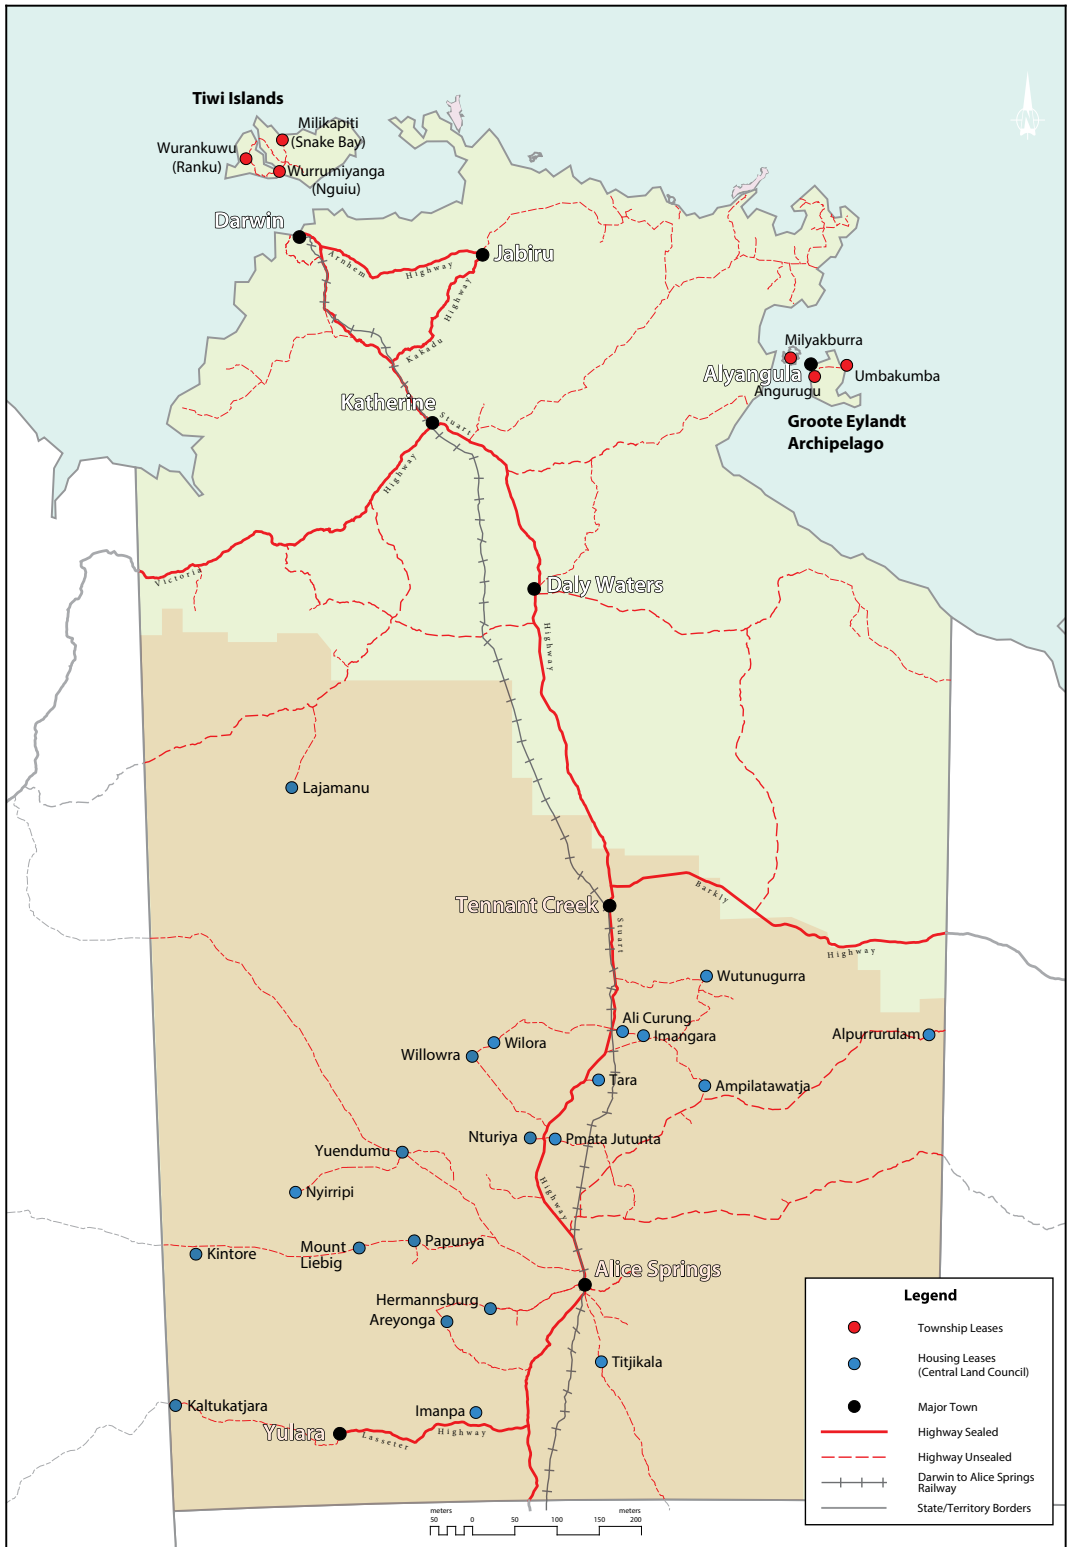 Tiwi Islands
Milikapiti
(Snake Bay)
Wurankuwu
(Ranku)
Wurrumiyanga
(Nguiu)
Darwin
Jabiru
Arnhem
Highway
Kakadu
Highway
Milyakburra
Alyangula
Angurugu
Umbakumba
Groote Eylandt
Archipelago
Katherine
Stuart
Highway
Victoria
Daly Waters
Highway
Lajamanu
Tennant Creek
Barkly
Highway
Stuart
Wutunugurra
Ali Curung
Imangara
Alpurrurulam
Wilora
Willowra
Tara
Ampilatawatja
Nturiya
Pmata Jutunta
Yuendumu
Nyirripi
Highway
Kintore
Mount
Liebig
Papunya
Alice Springs
Hermannsburg
Areyonga
Titjikala
Kaltukatjara
Imanpa
Yulara
Lasseter
Highway
Legend
Township Leases
Housing Leases
(Central Land Council)
Major Town
Highway Sealed
Highway Unsealed
Darwin to Alice Springs
Railway
State/Territory Borders
meters
meters
50 0 50 100 150 200